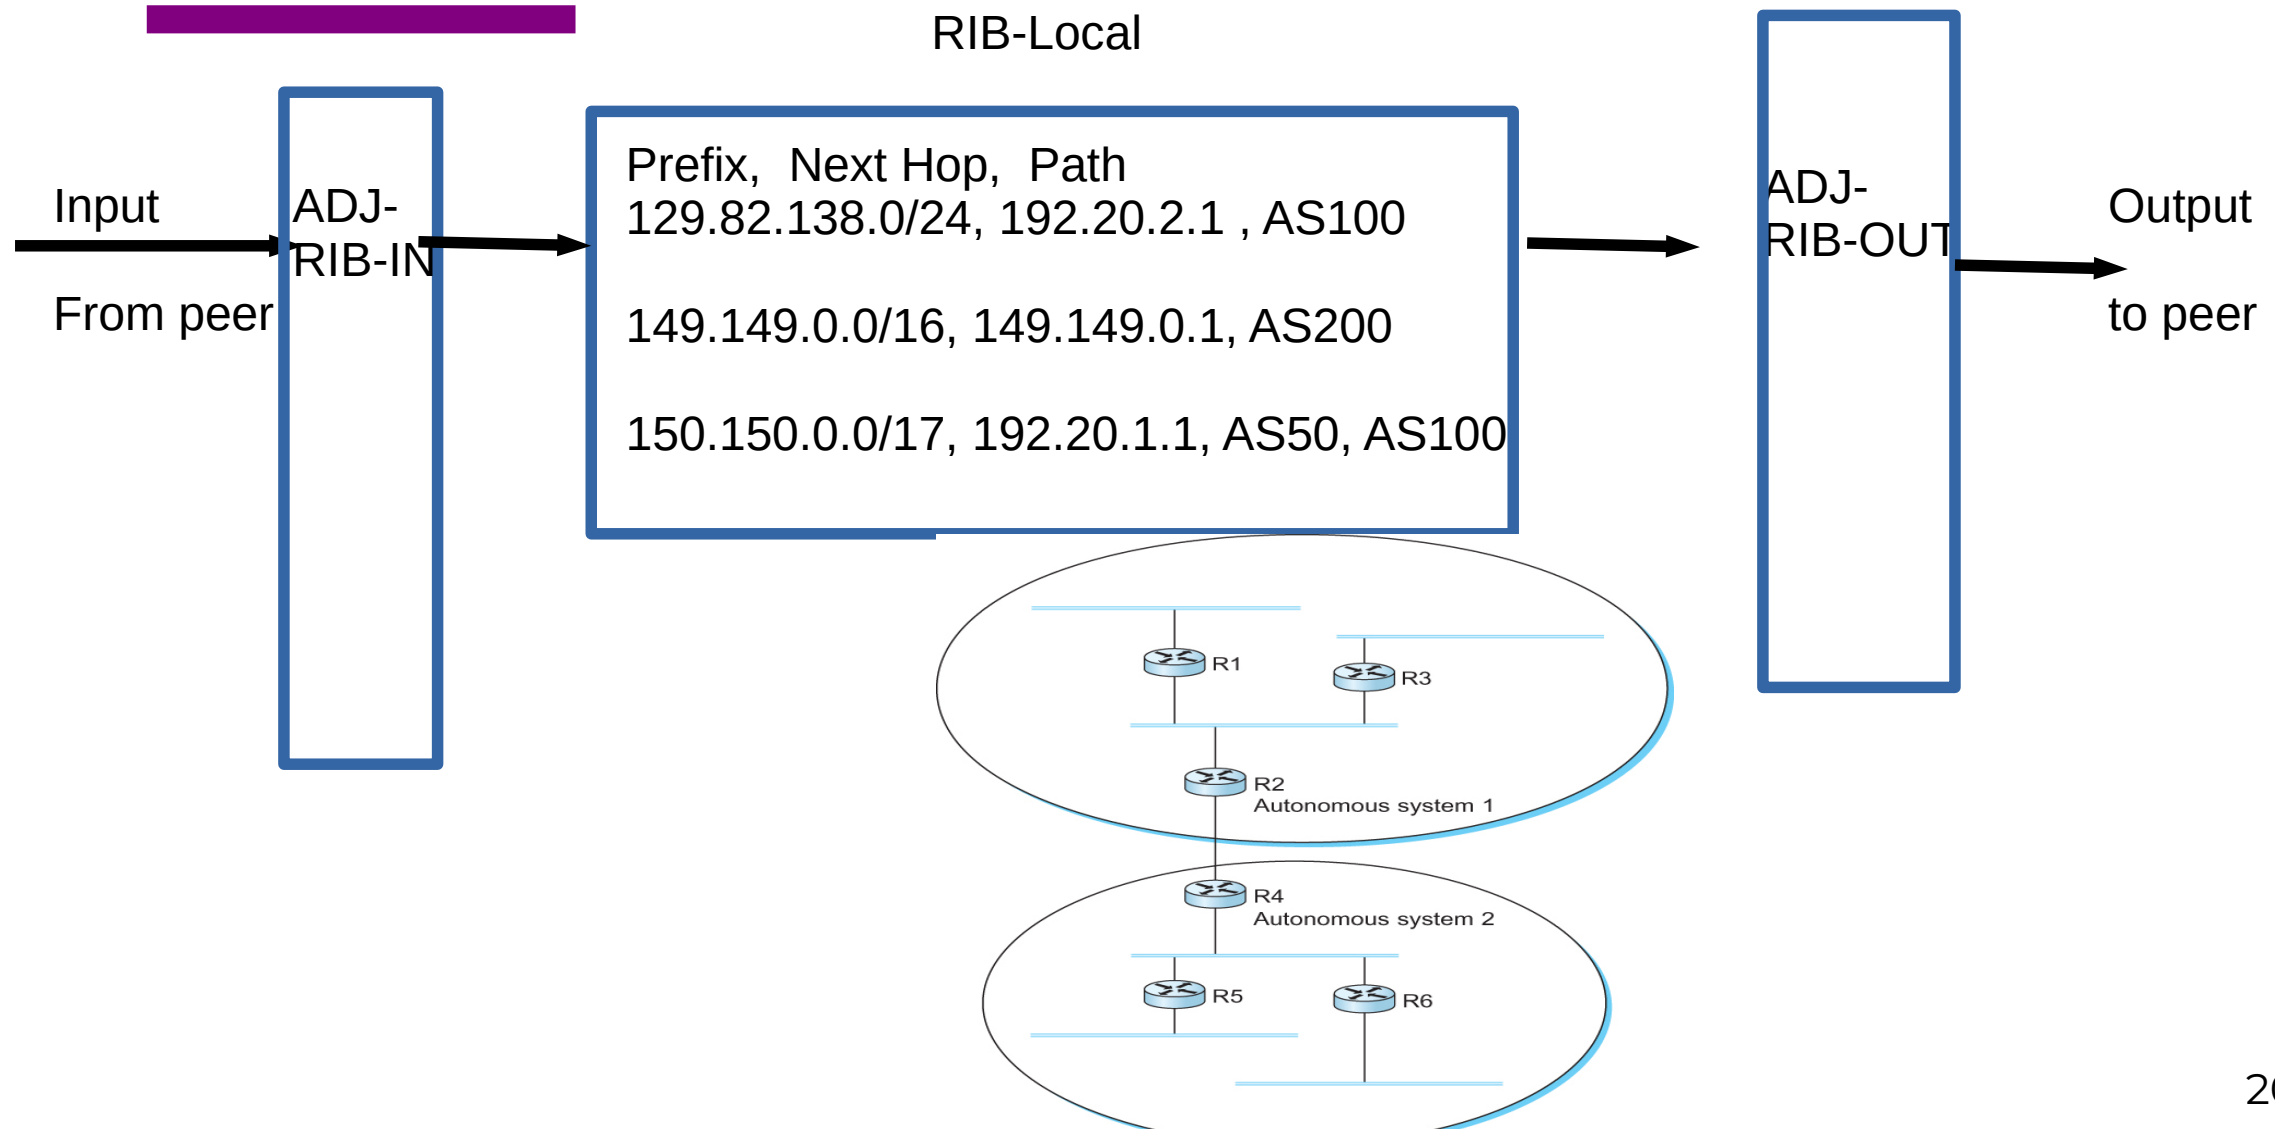 RIB-Local
Input
From peer
ADJ-
RIB-IN
Prefix,  Next Hop,  Path
129.82.138.0/24, 192.20.2.1 , AS100
149.149.0.0/16, 149.149.0.1, AS200
150.150.0.0/17, 192.20.1.1, AS50, AS100
ADJ-
RIB-OUT
Output
to peer
R1
R3
R2
Autonomous system 1
R4
Autonomous system 2
R5
R6